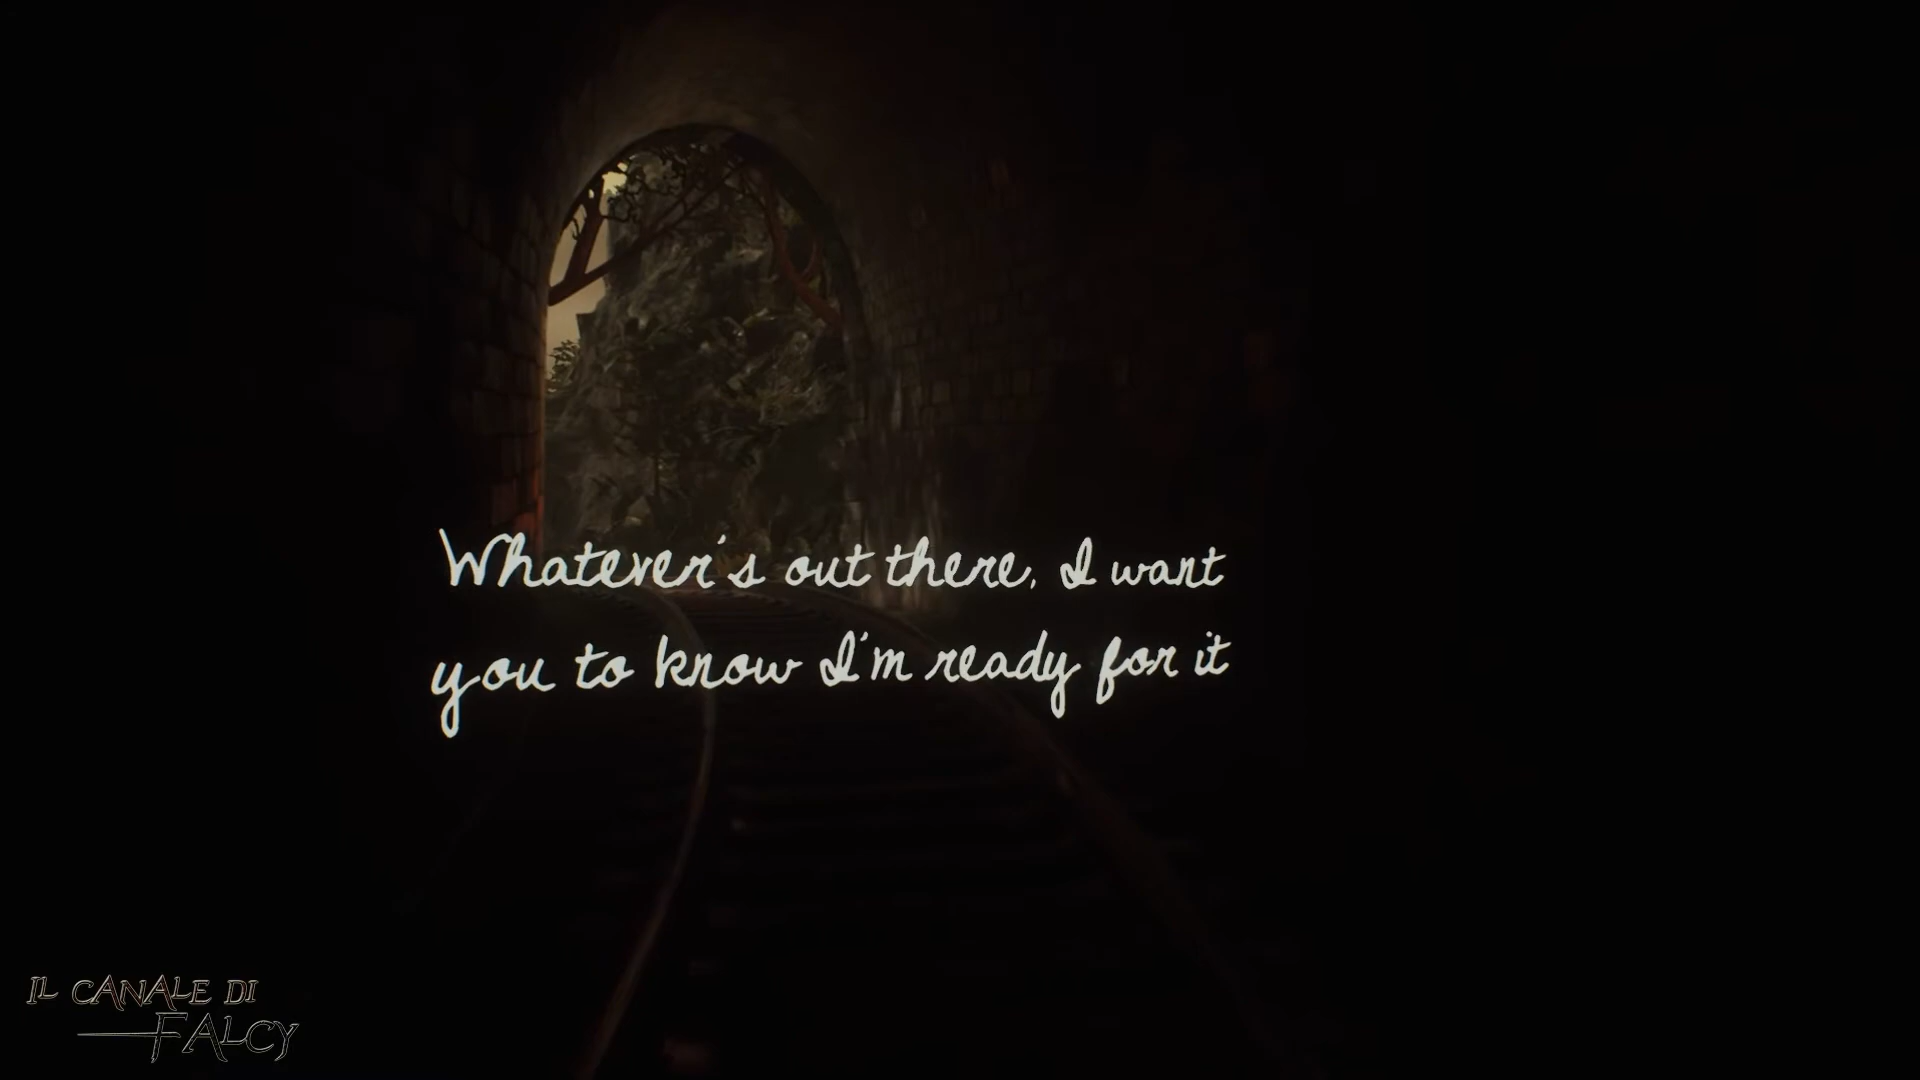 Whatever's out there, I want
you to know I'm ready for it
IL CANALE DI
FALCY